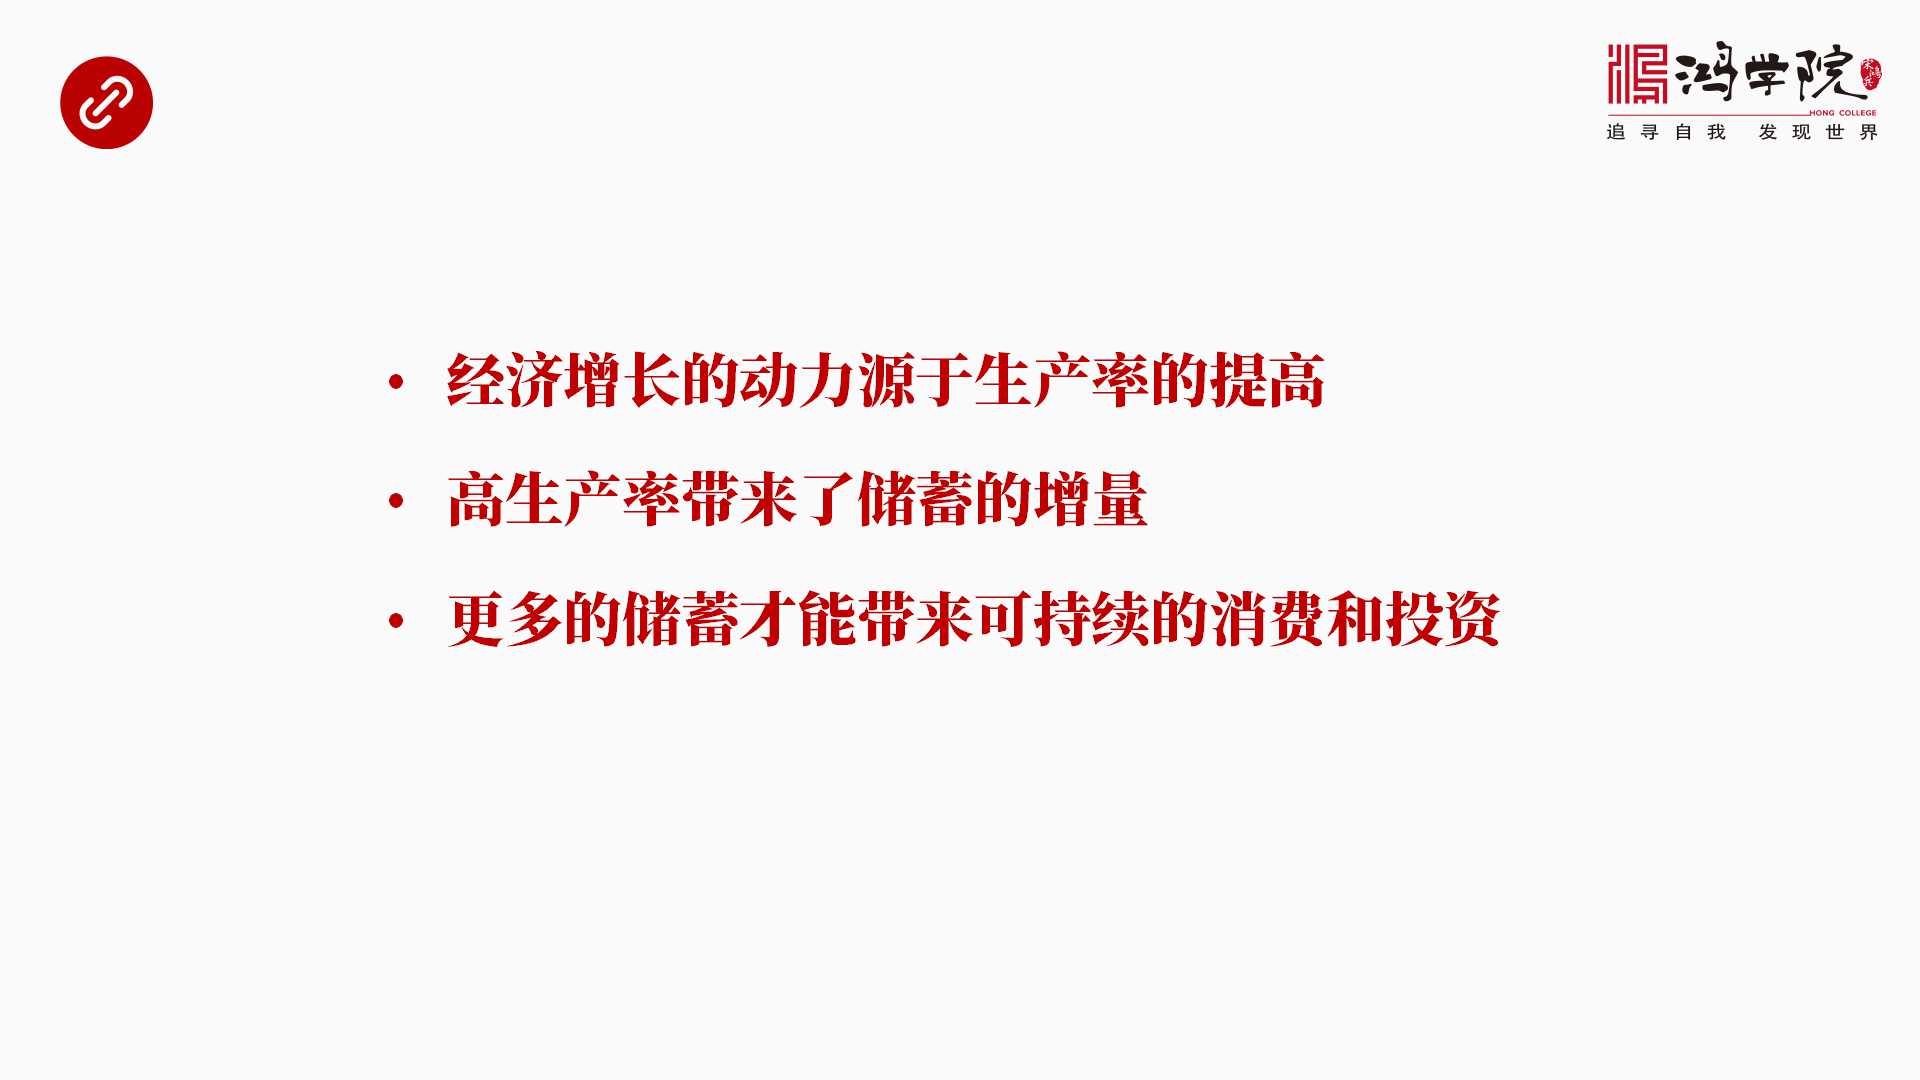 鸿学院
宋鸿兵
HONG COLLEGE
追寻自我 发现世界
• 经济增长的动力源于生产率的提高
• 高生产率带来了储蓄的增量
• 更多的储蓄才能带来可持续的消费和投资